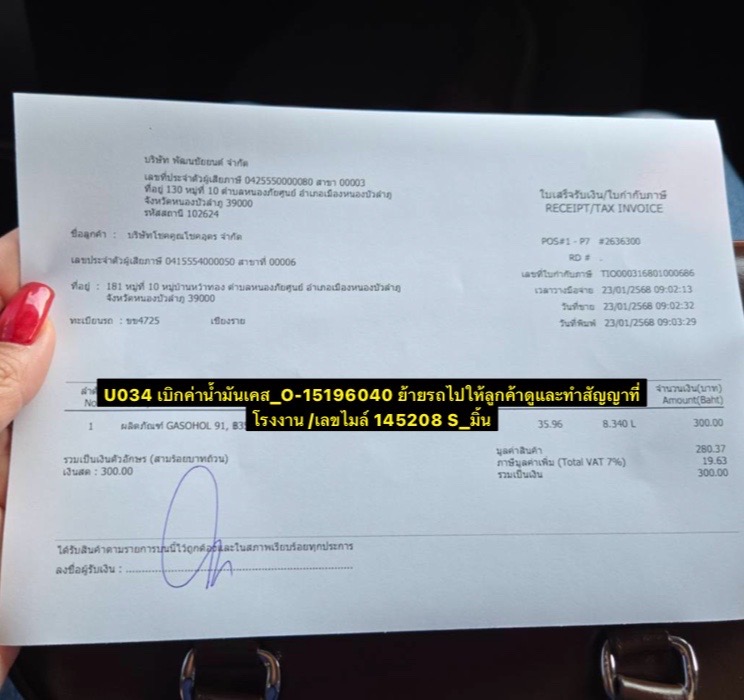 บริษัท พัฒนชัยยนต์ จำกัด
เลขที่ประจำตัวผู้เสียภาษี 0425550000080 สาขา 00003
ที่อยู่ 130 หมู่ที่ 10 ตำบลหนองภัยศูนย์ อำเภอเมืองหนองบัวลำภู
จังหวัดหนองบัวลำภู 39000
รหัสสถานี 102624
ใบเสร็จรับเงิน/ใบกำกับภาษี
RECEIPT/TAX INVOICE
ชื่อลูกค้า : บริษัทโชคคูณโชคอุดร จำกัด
POS#1 - P7 #2636300
RD # .
เลขประจำตัวผู้เสียภาษี 0415554000050 สาขาที่ 00006
เลขที่ใบกำกับภาษี TI0000316801000686
ที่อยู่ : 181 หมู่ที่ 10 หมู่บ้านหว้าทอง ตำบลหนองภัยศูนย์ อำเภอเมืองหนองบัวลำภู
จังหวัดหนองบัวลำภู 39000
เวลาวางมือจ่าย 23/01/2568 09:02:13
วันที่ขาย 23/01/2568 09:02:32
วันที่พิมพ์ 23/01/2568 09:03:29
ทะเบียนรถ : ขข4725 เชียงราย
No
จำนวนเงิน(บาท)
Amount(Baht)
U034 เบิกค่าน้ำมันเคส_O-15196040 ย้ายรถไปให้ลูกค้าดูและทำสัญญาที่
โรงงาน /เลขไมล์ 145208 S_มิ้น
1 ผลิตภัณฑ์ GASOHOL 91, 35.96 8.340 L 300.00
รวมเป็นเงินตัวอักษร (สามร้อยบาทถ้วน)
เงินสด : 300.00
มูลค่าสินค้า 280.37
ภาษีมูลค่าเพิ่ม (Total VAT 7%) 19.63
รวมเป็นเงิน 300.00
ได้รับสินค้าตามรายการบนนี้ไว้ถูกต้องและในสภาพเรียบร้อยทุกประการ
ลงชื่อผู้รับเงิน :